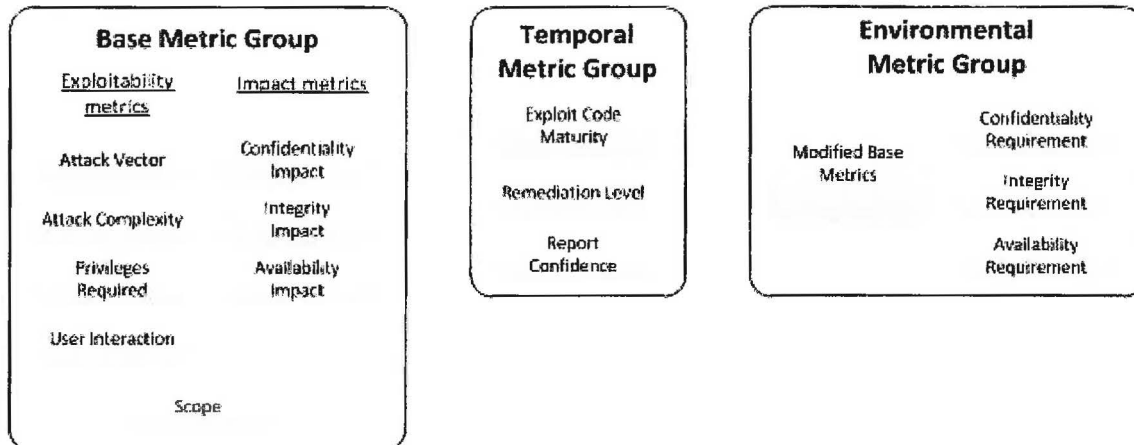 Base Metric Group
Exploitability
metrics
Attack Vector
Attack Complexity
Privileges
Required
User Interaction
Impact metrics
Confidentiality
Impact
Integrity
Impact
Availability
Impact
Scope
Temporal
Metric Group
Exploit Code
Maturity
Remediation Level
Report
Confidence
Environmental
Metric Group
Modified Base
Metrics
Confidentiality
Requirement
Integrity
Requirement
Availability
Requirement